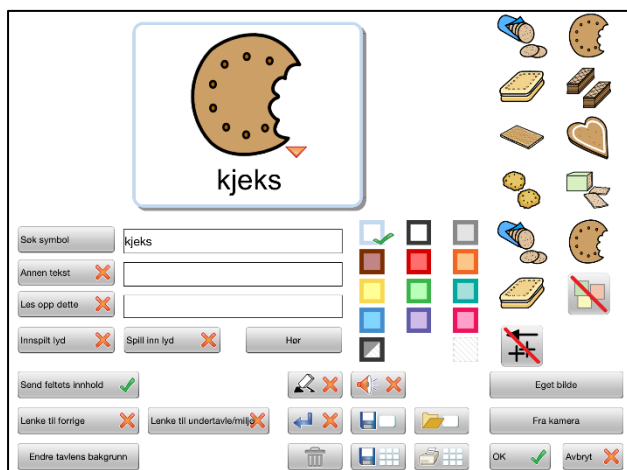 kjeks
Søk symbol
kjeks
Annen tekst
Les opp dette
Innspilt lyd
Spill inn lyd
Hør
Send feltets innhold
Eget bilde
Lenke til forrige
Lenke til undertavle/miljø
Fra kamera
Endre tavlens bakgrunn
OK
Avbryt